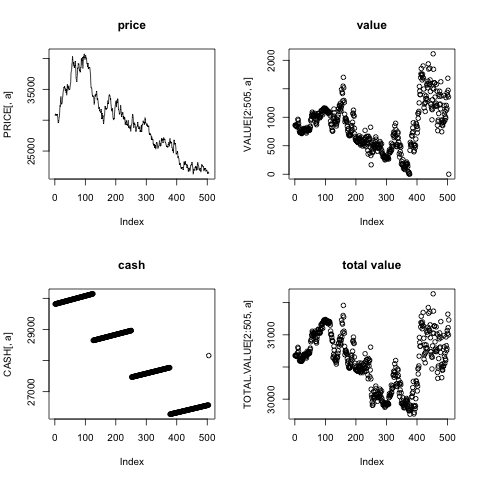 price
PRICE[, a]
25000
35000
0 100 200 300 400 500
Index
value
VALUE[2:505, a]
0
500
1000
2000
0 100 200 300 400 500
Index
cash
CASH[, a]
27000
29000
0 100 200 300 400 500
Index
total value
TOTAL.VALUE[2:505, a]
30000
31000
0 100 200 300 400 500
Index